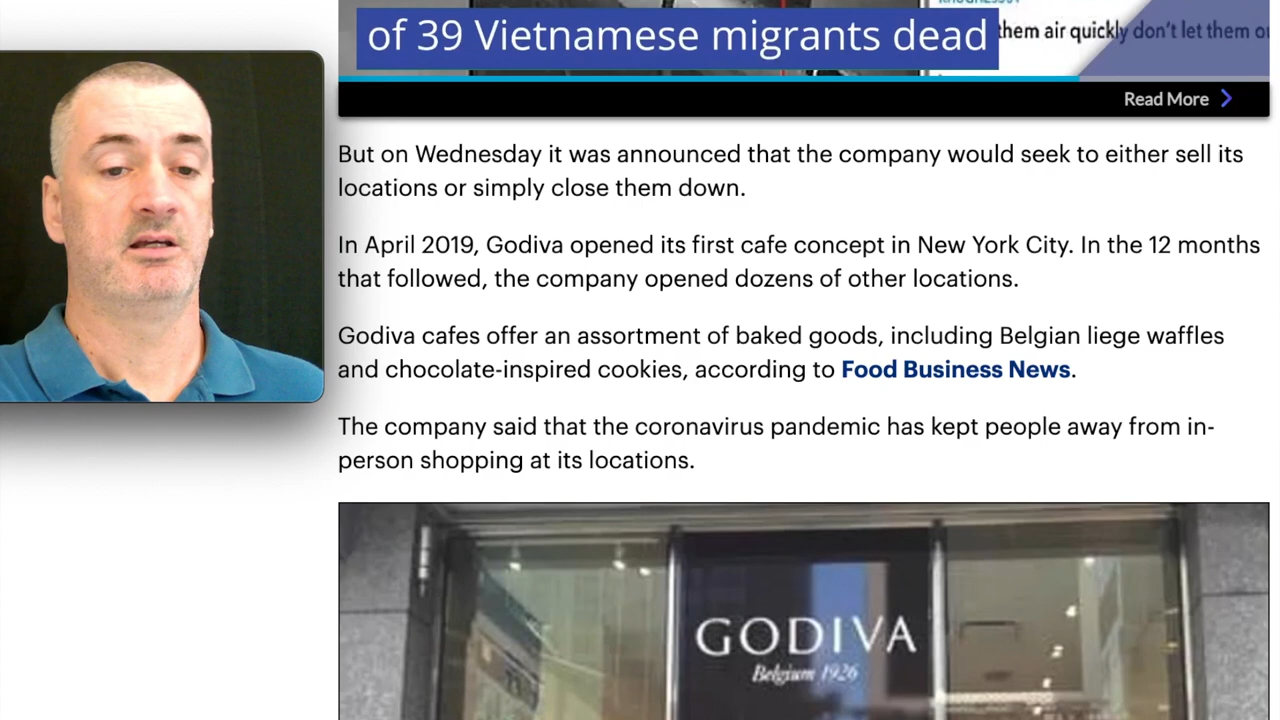 of 39 Vietnamese migrants dead
them air quickly don't let them
Read More
But on Wednesday it was announced that the company would seek to either sell its
locations or simply close them down.
In April 2019, Godiva opened its first cafe concept in New York City. In the 12 months
that followed, the company opened dozens of other locations.
Godiva cafes offer an assortment of baked goods, including Belgian liege waffles
and chocolate-inspired cookies, according to Food Business News.
The company said that the coronavirus pandemic has kept people away from in-
person shopping at its locations.
GODIVA
Belgium 1926